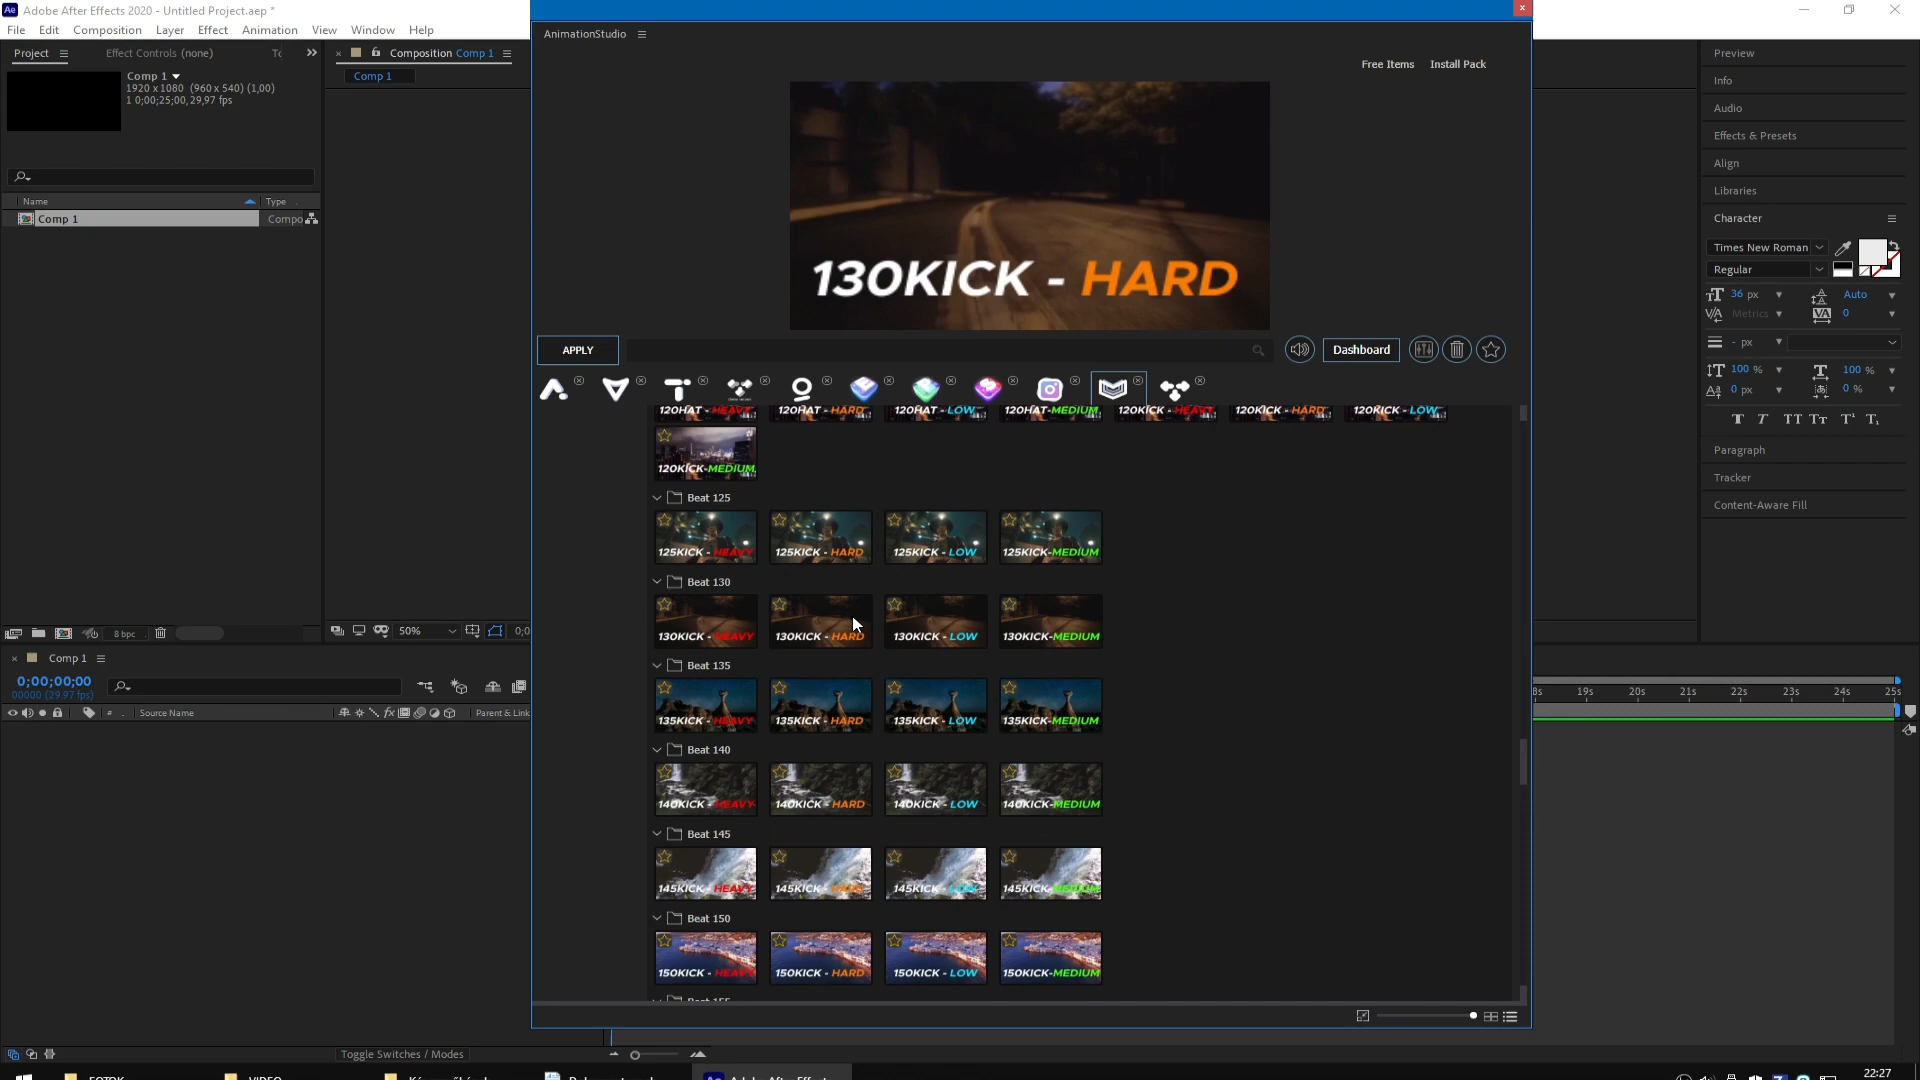 Adobe After Effects 2020 - Untitled Project.aep *
File Edit Composition Layer Effect Animation View Window Help
Project Effect Controls (none)
Composition Comp 1
Comp 1
Comp 1
1920 x 1080 (960 x 540) (1,00)
1 0;00;25;00, 29,97 fps
Name Type
Comp 1 Compo
8 bpc
50%
AnimationStudio
Free Items Install Pack
130KICK - HARD
APPLY
Dashboard
120HAT - HEAVY 120HAT - HARD 120HAT - LOW 120HAT-MEDIUM 120KICK - HEAVY 120KICK - HARD 120KICK - LOW
120KICK-MEDIUM
Beat 125
125KICK - HEAVY 125KICK - HARD 125KICK - LOW 125KICK-MEDIUM
Beat 130
130KICK - HEAVY 130KICK - HARD 130KICK - LOW 130KICK-MEDIUM
Beat 135
135KICK - HEAVY 135KICK - HARD 135KICK - LOW 135KICK-MEDIUM
Beat 140
140KICK - HEAVY 140KICK - HARD 140KICK - LOW 140KICK-MEDIUM
Beat 145
145KICK - HEAVY 145KICK - HARD 145KICK - LOW 145KICK-MEDIUM
Beat 150
150KICK - HEAVY 150KICK - HARD 150KICK - LOW 150KICK-MEDIUM
Preview
Info
Audio
Effects & Presets
Align
Libraries
Character
Times New Roman
Regular
36 px Auto
Metrics 0
- px
100 % 100 %
0 px 0 %
Paragraph
Tracker
Content-Aware Fill
Comp 1
0;00;00;00
00000 (29.97 fps)
# Source Name Parent & Link
19s 20s 21s 22s 23s 24s 25s
Toggle Switches / Modes
22:27